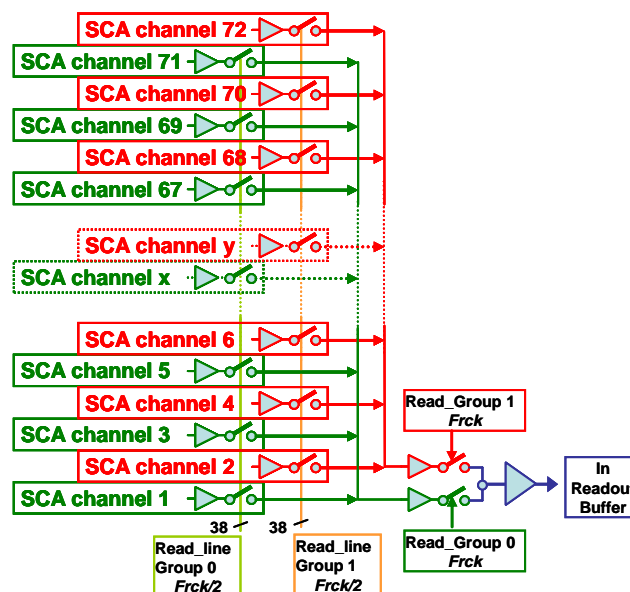 SCA channel 72
SCA channel 71
SCA channel 70
SCA channel 69
SCA channel 68
SCA channel 67
SCA channel y
SCA channel x
SCA channel 6
SCA channel 5
SCA channel 4
SCA channel 3
SCA channel 2
SCA channel 1
Read_Group 1
Frck
In
Readout
Buffer
38
38
Read_line
Group 0
Frck/2
Read_line
Group 1
Frck/2
Read_Group 0
Frck